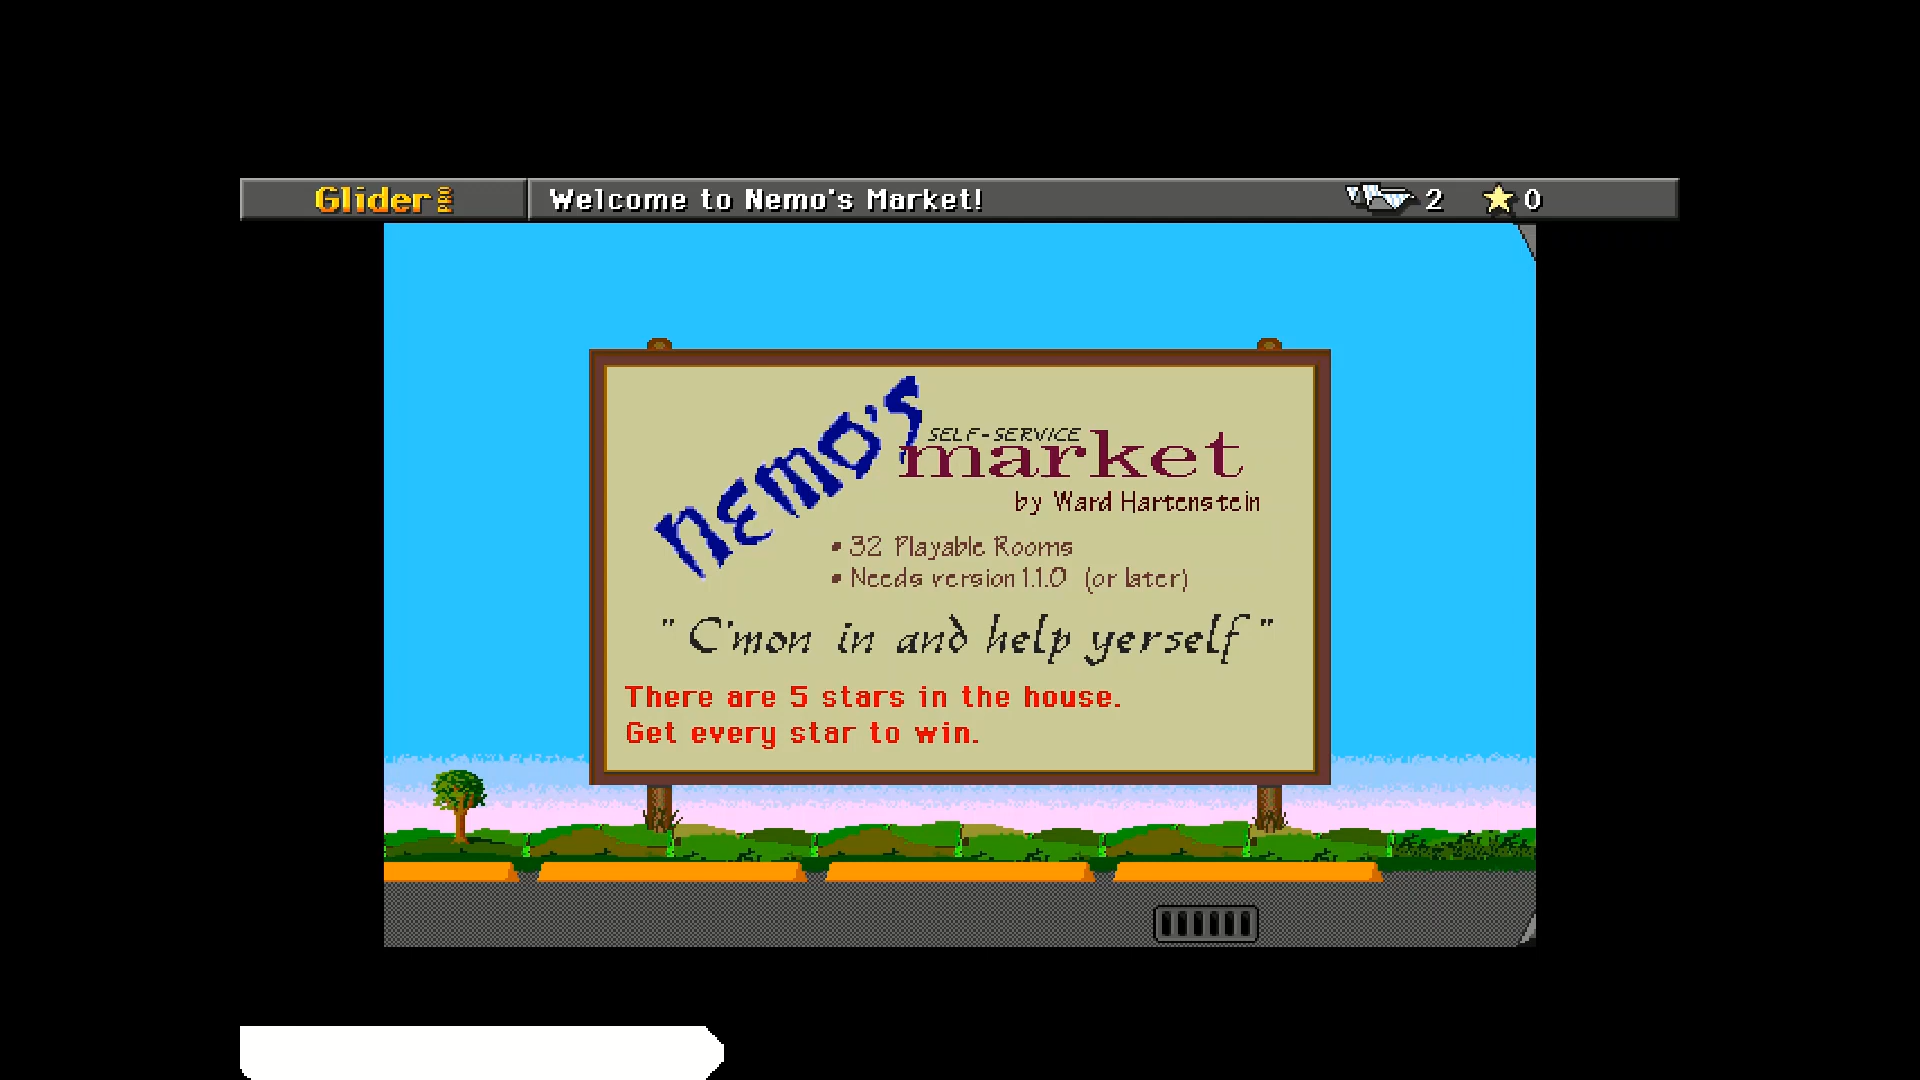 Glider PRO Welcome to Nemo's Market! 2 0
NEMO'S
SELF-SERVICE
market
by Ward Hartenstein
• 32 Playable Rooms
• Needs version 1.1.0 (or later)
"C'mon in and help yerself"
There are 5 stars in the house.
Get every star to win.